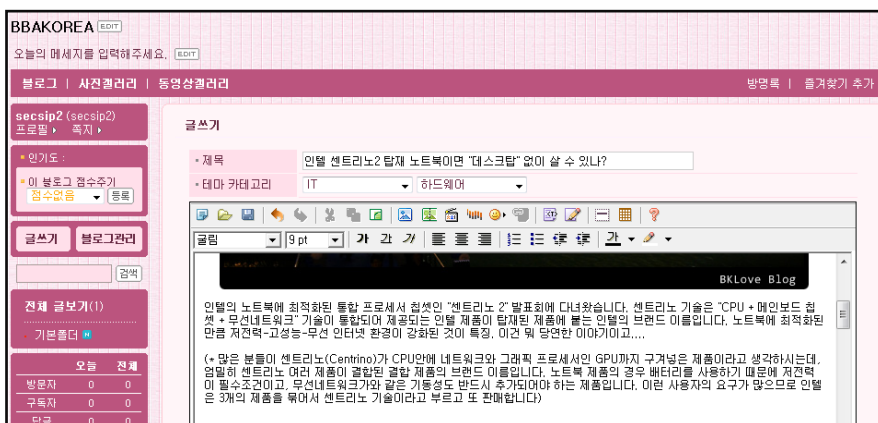 BBAKOREA EDIT
오늘의 메세지를 입력해주세요. EDIT
블로그 | 사진갤러리 | 동영상갤러리
방명록 | 즐겨찾기 추가
secsip2 (secsip2)
프로필 쪽지
인기도 :
이 블로그 점수주기
점수없음 등록
글쓰기 블로그관리
검색
전체 글보기(1)
기본폴더 N
오늘 전체
방문자 0 0
구독자 0 0
답글 0 0
글쓰기
제목 인텔 센트리노2 탑재 노트북이면 "데스크탑" 없이 살 수 있나?
테마 카테고리 IT 하드웨어
굴림 9 pt 가 가 가 가
BKLove Blog
인텔의 노트북에 최적화된 통합 프로세서 칩셋인 "센트리노 2" 발표회에 다녀왔습니다. 센트리노 기술은 "CPU + 메인보드 칩
셋 + 무선네트워크" 기술이 통합되어 제공되는 인텔 제품이 탑재된 제품에 붙는 인텔의 브랜드 이름입니다. 노트북에 최적화된
만큼 저전력-고성능-무선 인터넷 환경이 강화된 것이 특징, 이건 뭐 당연한 이야기이고....
(* 많은 분들이 센트리노(Centrino)가 CPU안에 네트워크와 그래픽 프로세서인 GPU까지 구겨넣은 제품이라고 생각하시는데,
엄밀히 센트리노 여러 제품이 결합된 결합 제품의 브랜드 이름입니다. 노트북 제품의 경우 배터리를 사용하기 때문에 저전력
이 필수조건이고, 무선네트워크가와 같은 기동성도 반드시 추가되어야 하는 제품입니다. 이런 사용자의 요구가 많으므로 인텔
은 3개의 제품을 묶어서 센트리노 기술이라고 부르고 또 판매합니다)